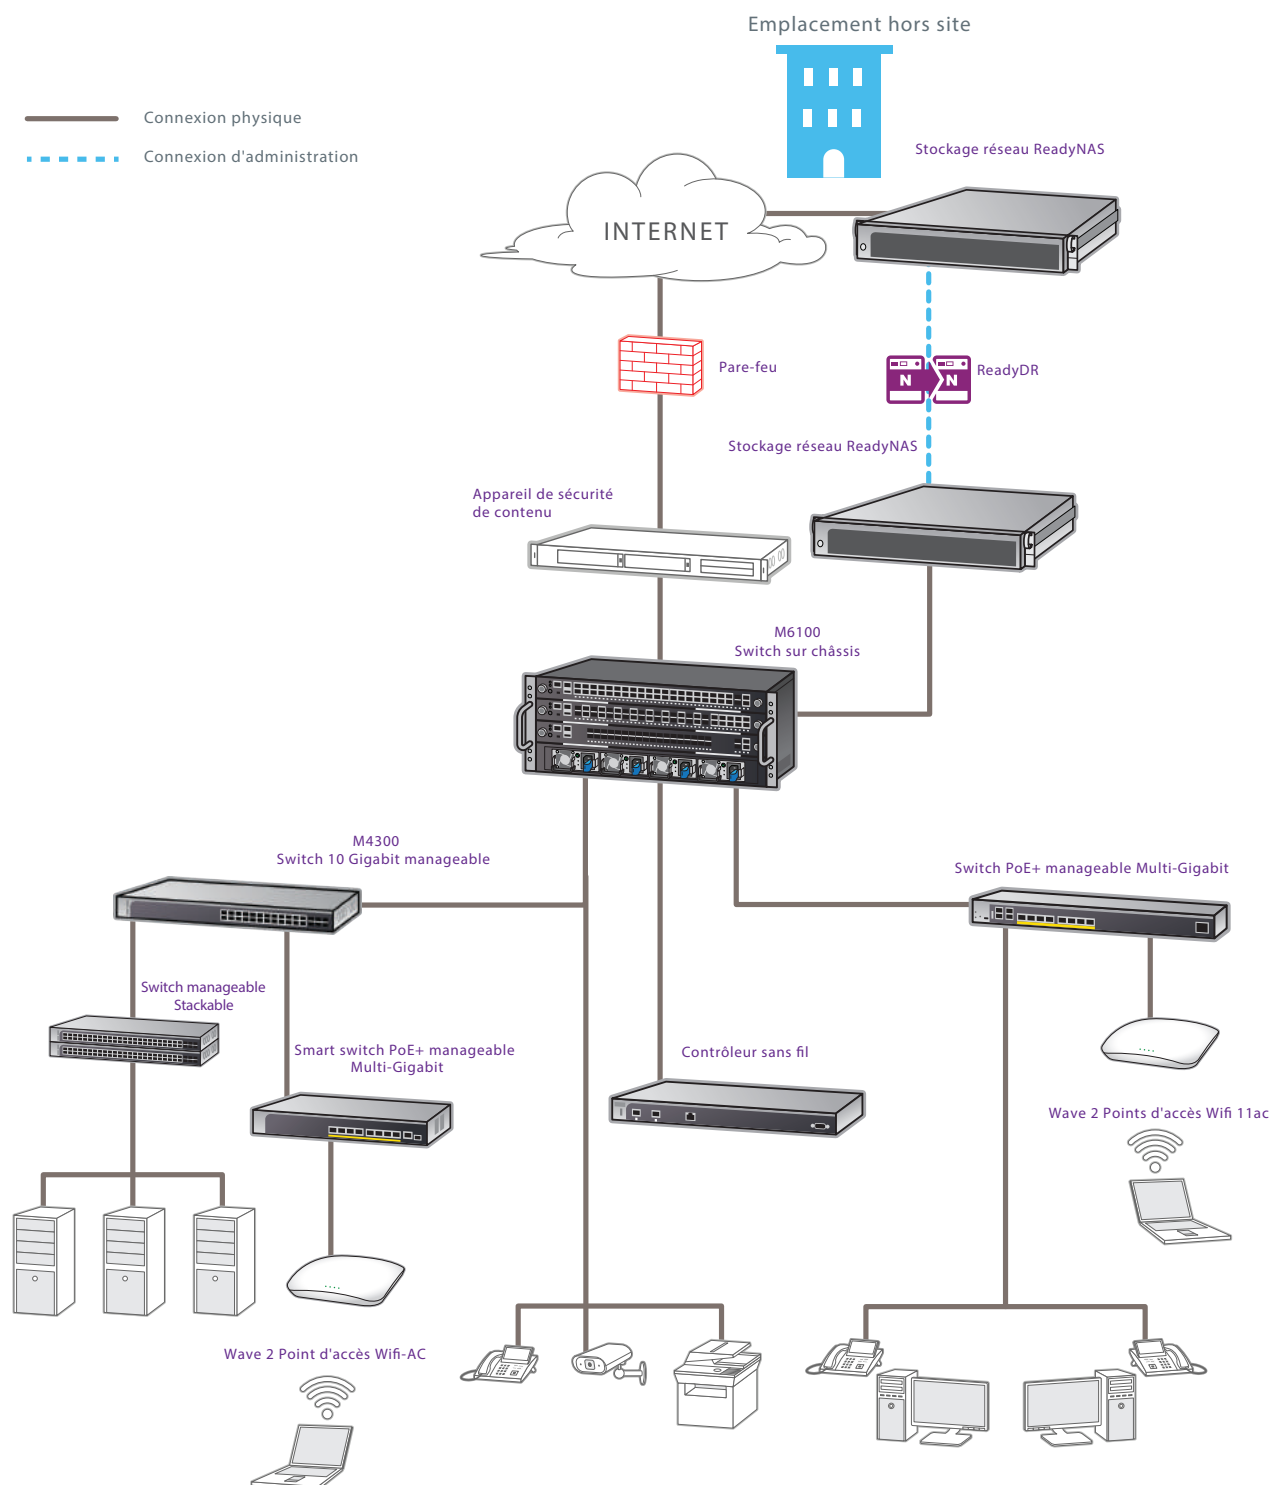 Emplacement hors site
Connexion physique
Connexion d'administration
Stockage réseau ReadyNAS
INTERNET
Pare-feu
N N
ReadyDR
Stockage réseau ReadyNAS
Appareil de sécurité
de contenu
M6100
Switch sur châssis
M4300
Switch 10 Gigabit manageable
Switch PoE+ manageable Multi-Gigabit
Switch manageable
Stackable
Smart switch PoE+ manageable
Multi-Gigabit
Contrôleur sans fil
Wave 2 Points d'accès Wifi 11ac
Wave 2 Point d'accès Wifi-AC